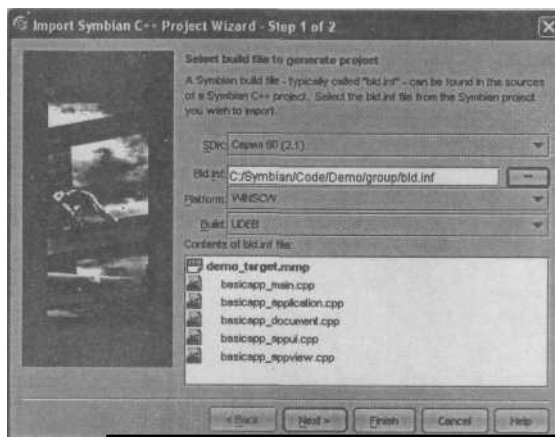 Import Symbian C++ Project Wizard - Step 1 of 2
Select build file to generate project
A Symbian build file - typically called "bld.inf" - can be found in the sources
of a Symbian C++ project. Select the bld.inf file from the Symbian project
you wish to import.
SDK: Серия 60 (2.1)
Bld.inf: C:/Symbian/Code/Demo/group/bld.inf
Platform: WINSCW
Build: UDEB
Contents of bld.inf file:
demo_target.mmp
basicapp_main.cpp
basicapp_application.cpp
basicapp_document.cpp
basicapp_appui.cpp
basicapp_appview.cpp
< Back Next > Finish Cancel Help